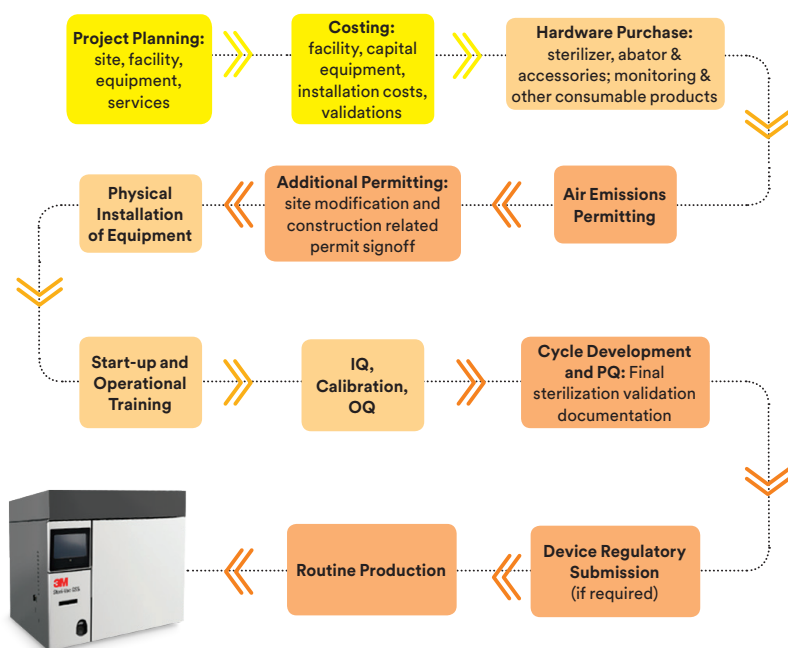 Project Planning:
site, facility,
equipment,
services
Costing:
facility, capital
equipment,
installation costs,
validations
Hardware Purchase:
sterilizer, abator &
accessories; monitoring &
other consumable products
Air Emissions
Permitting
Additional Permitting:
site modification and
construction related
permit signoff
Physical
Installation
of Equipment
Start-up and
Operational
Training
IQ,
Calibration,
OQ
Cycle Development
and PQ: Final
sterilization validation
documentation
Device Regulatory
Submission
(if required)
Routine Production
3M